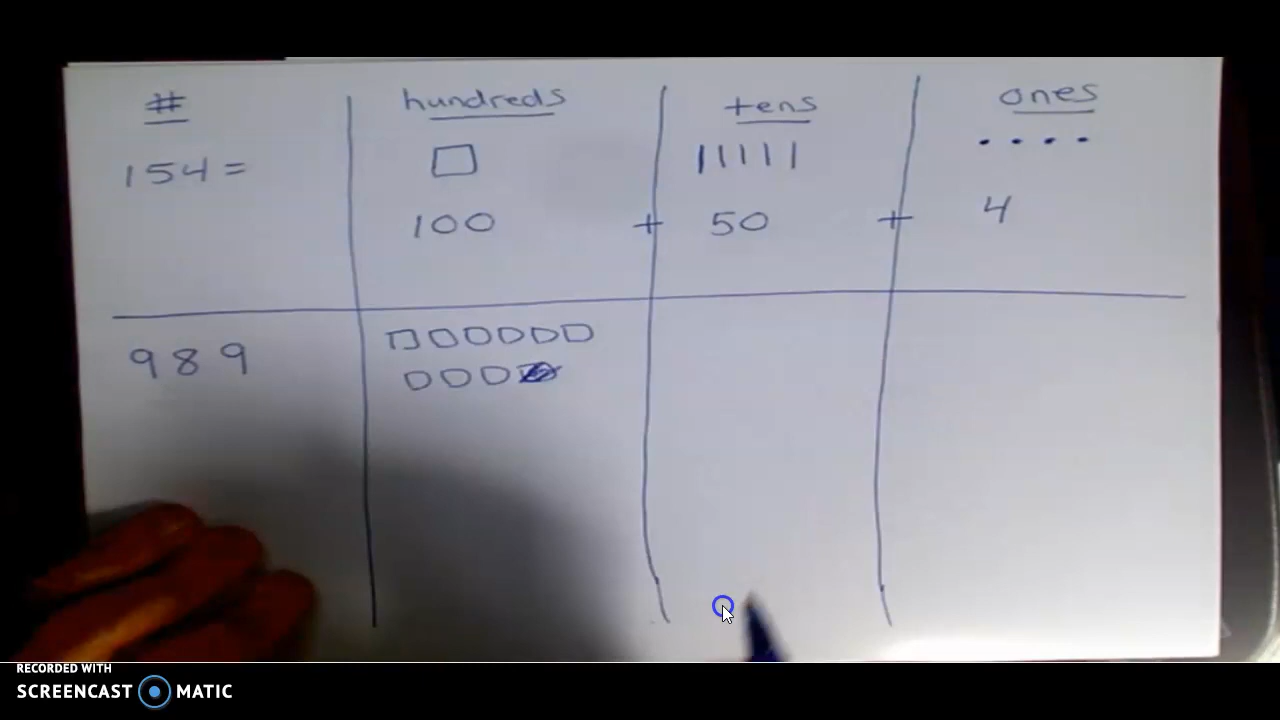 # hundreds tens ones
154 =
100 + 50 + 4
989
RECORDED WITH
SCREENCAST MATIC